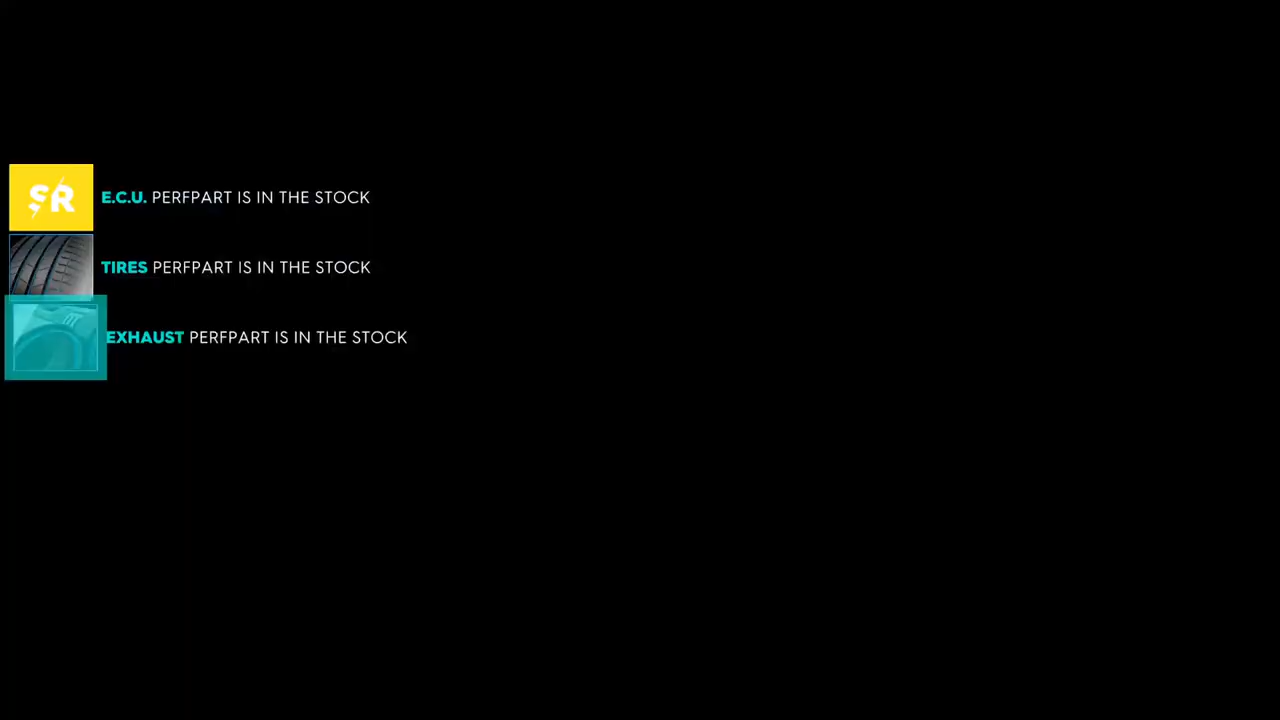 SR
E.C.U. PERFPART IS IN THE STOCK
TIRES PERFPART IS IN THE STOCK
EXHAUST PERFPART IS IN THE STOCK